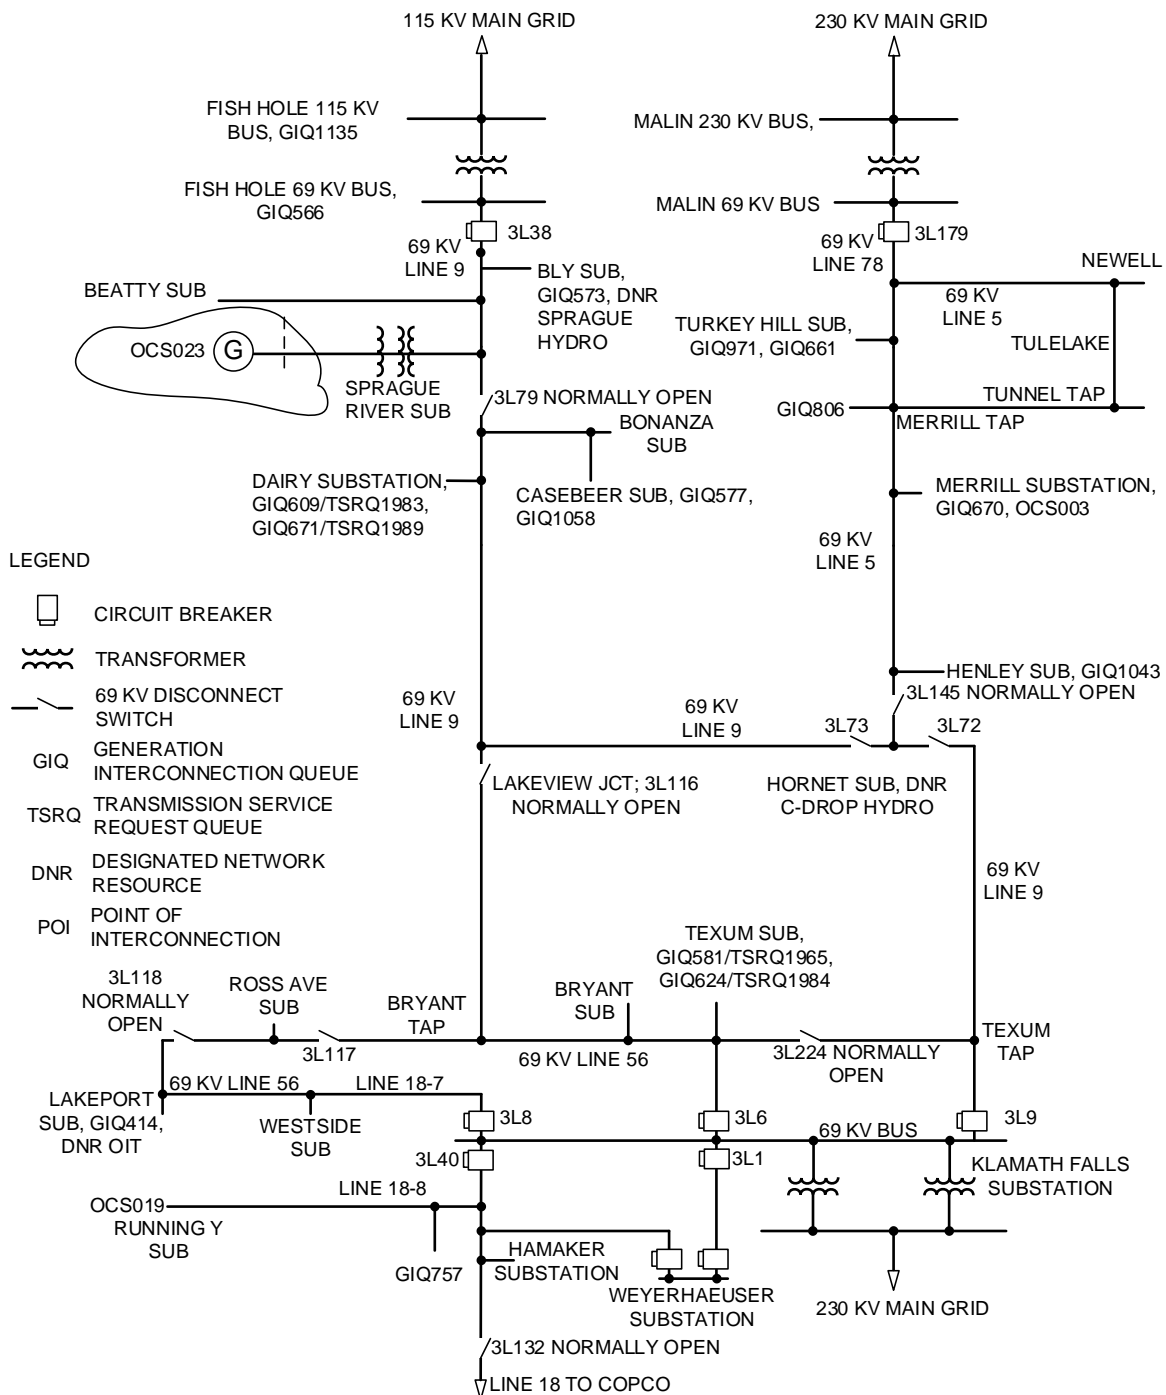 115 KV MAIN GRID
230 KV MAIN GRID
FISH HOLE 115 KV
BUS, GIQ1135
MALIN 230 KV BUS,
FISH HOLE 69 KV BUS,
GIQ566
MALIN 69 KV BUS
3L38
3L179
69 KV
LINE 9
69 KV
LINE 78
BLY SUB,
GIQ573, DNR
SPRAGUE
HYDRO
NEWELL
BEATTY SUB
69 KV
LINE 5
TURKEY HILL SUB,
GIQ971, GIQ661
TULELAKE
OCS023
G
SPRAGUE
RIVER SUB
3L79 NORMALLY OPEN
BONANZA
SUB
TUNNEL TAP
GIQ806
MERRILL TAP
DAIRY SUBSTATION,
GIQ609/TSRQ1983,
GIQ671/TSRQ1989
CASEBEER SUB, GIQ577,
GIQ1058
MERRILL SUBSTATION,
GIQ670, OCS003
69 KV
LINE 5
LEGEND
CIRCUIT BREAKER
TRANSFORMER
69 KV DISCONNECT
SWITCH
GIQ
GENERATION
INTERCONNECTION QUEUE
TSRQ
TRANSMISSION SERVICE
REQUEST QUEUE
DNR
DESIGNATED NETWORK
RESOURCE
POI
POINT OF
INTERCONNECTION
HENLEY SUB, GIQ1043
3L145 NORMALLY OPEN
69 KV
LINE 9
69 KV
LINE 9
3L73
3L72
LAKEVIEW JCT; 3L116
NORMALLY OPEN
HORNET SUB, DNR
C-DROP HYDRO
69 KV
LINE 9
TEXUM SUB,
GIQ581/TSRQ1965,
GIQ624/TSRQ1984
3L118
NORMALLY
OPEN
ROSS AVE
SUB
BRYANT
TAP
BRYANT
SUB
3L117
69 KV LINE 56
3L224 NORMALLY
OPEN
TEXUM
TAP
69 KV LINE 56
LINE 18-7
LAKEPORT
SUB, GIQ414,
DNR OIT
WESTSIDE
SUB
3L8
3L6
3L9
69 KV BUS
3L40
3L1
KLAMATH FALLS
SUBSTATION
LINE 18-8
OCS019
RUNNING Y
SUB
GIQ757
HAMAKER
SUBSTATION
WEYERHAEUSER
SUBSTATION
230 KV MAIN GRID
3L132 NORMALLY OPEN
LINE 18 TO COPCO